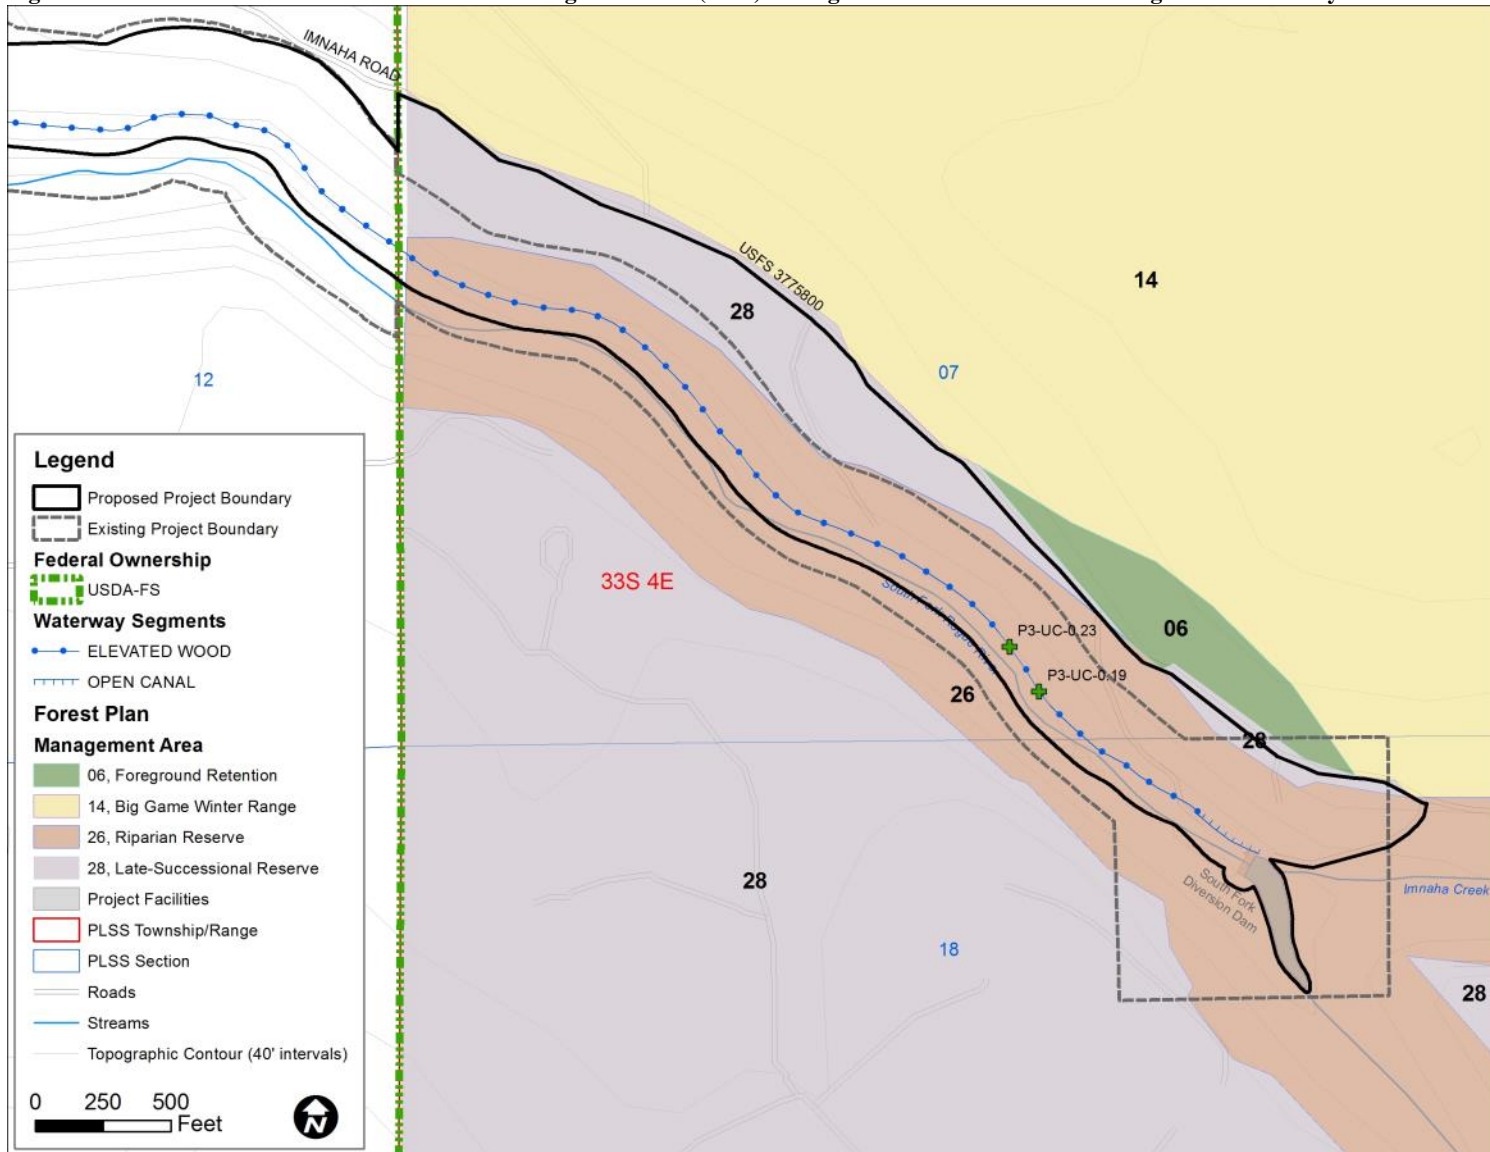 IMNAHA ROAD
USFS 3775800
14
28
07
12
33S 4E
P3-UC-0.23
06
P3-UC-0.19
South Fork Rogue River
26
28
28
18
South Fork
Diversion Dam
Imnaha Creek
28
Legend
Proposed Project Boundary
Existing Project Boundary
Federal Ownership
USDA-FS
Waterway Segments
ELEVATED WOOD
OPEN CANAL
Forest Plan
Management Area
06, Foreground Retention
14, Big Game Winter Range
26, Riparian Reserve
28, Late-Successional Reserve
Project Facilities
PLSS Township/Range
PLSS Section
Roads
Streams
Topographic Contour (40' intervals)
0 250 500
Feet
N